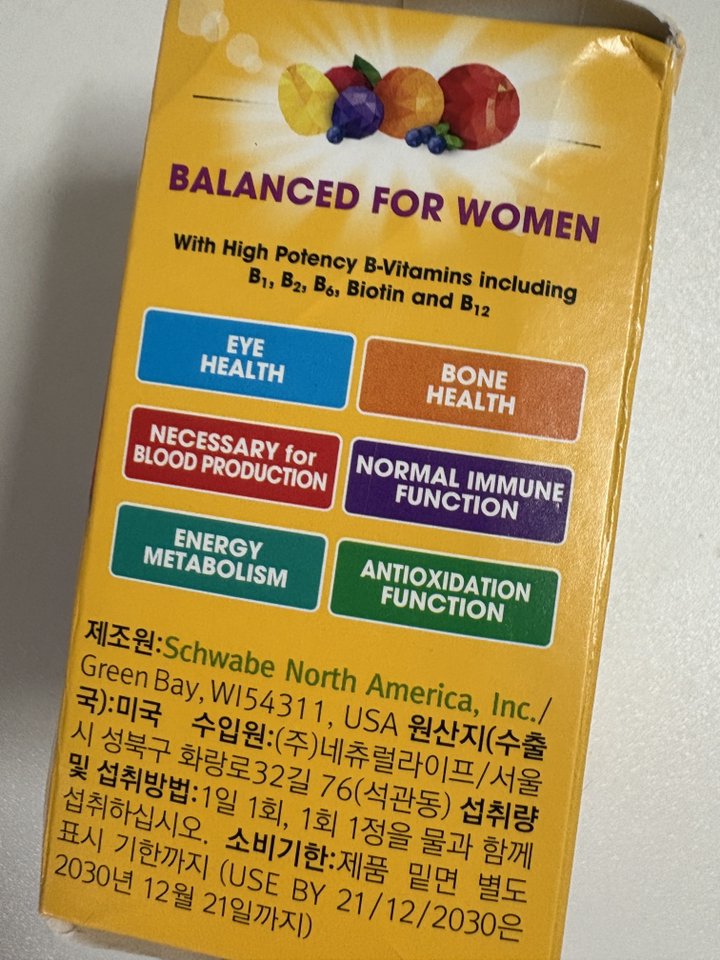 BALANCED FOR WOMEN
With High Potency B-Vitamins including
B₁, B₂, B₆, Biotin and B₁₂
EYE
HEALTH
BONE
HEALTH
NECESSARY for
BLOOD PRODUCTION
NORMAL IMMUNE
FUNCTION
ENERGY
METABOLISM
ANTIOXIDATION
FUNCTION
제조원:Schwabe North America, Inc./
Green Bay, WI54311, USA 원산지(수출
국):미국 수입원:(주)네츄럴라이프/서울
시 성북구 화랑로32길 76(석관동) 섭취량
및 섭취방법:1일 1회, 1회 1정을 물과 함께
섭취하십시오. 소비기한:제품 밑면 별도
표시 기한까지 (USE BY 21/12/2030은
2030년 12월 21일까지)